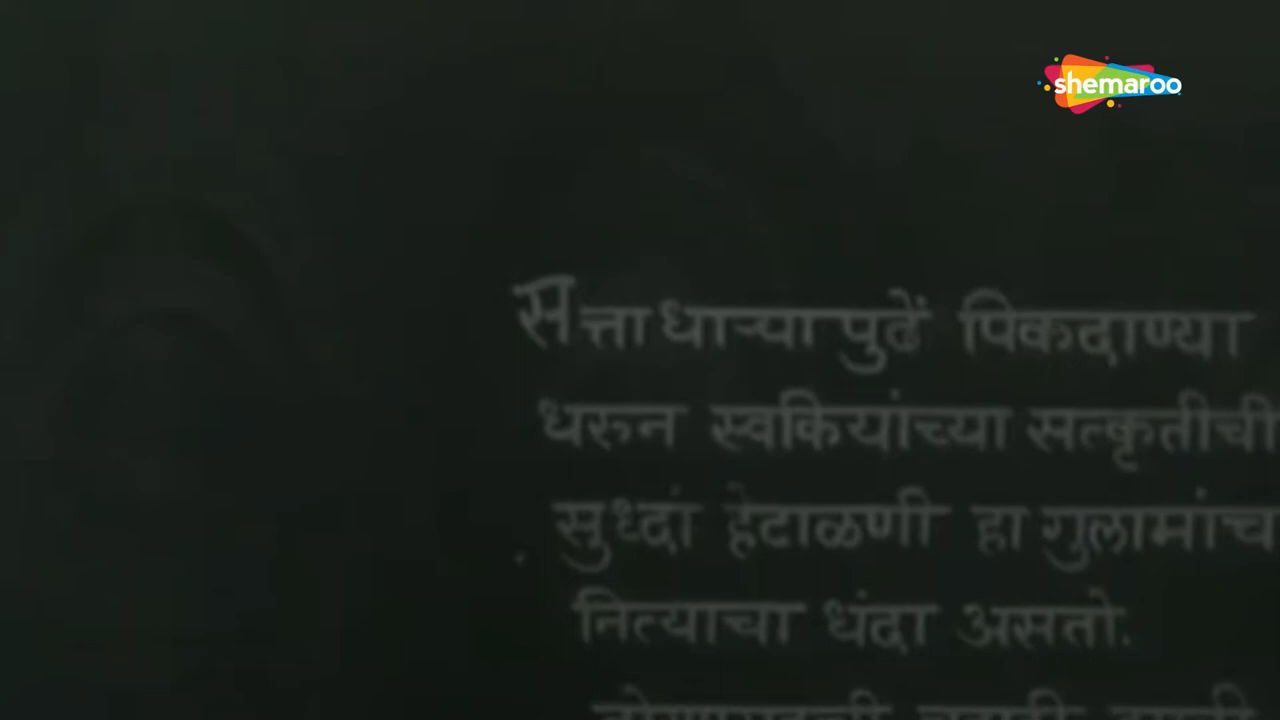 shemaroo
सत्ताधाऱ्यापुढें पिकदाण्या
धरुन स्वकियांच्या सत्कृतीची
सुध्दां हेटाळणी हा गुलामांच
नित्याचा धंदा असतो.